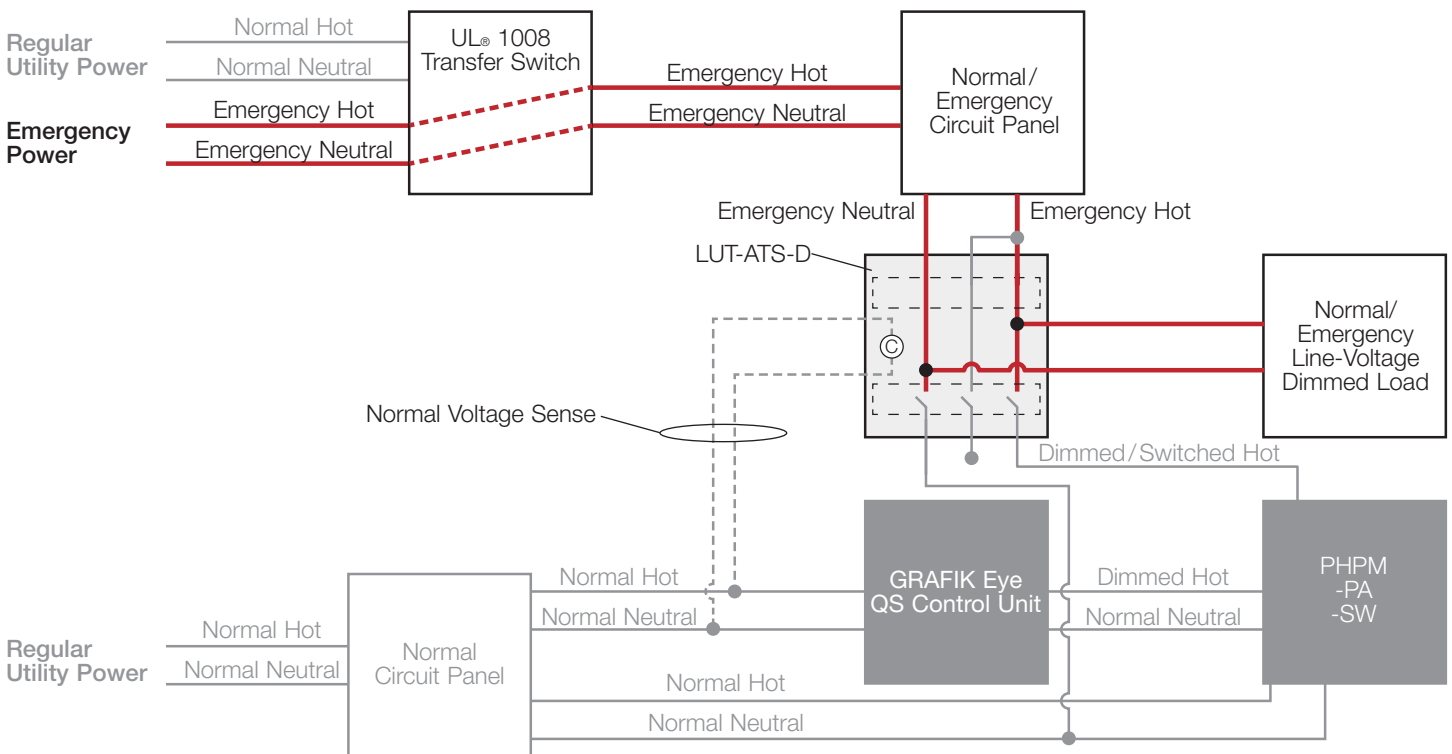 Regular
Utility Power
Normal Hot
Normal Neutral
Emergency
Power
Emergency Hot
Emergency Neutral
UL® 1008
Transfer Switch
Emergency Hot
Emergency Neutral
Normal/
Emergency
Circuit Panel
Emergency Neutral
Emergency Hot
LUT-ATS-D
C
Normal/
Emergency
Line-Voltage
Dimmed Load
Normal Voltage Sense
Dimmed/Switched Hot
Normal Hot
Normal Neutral
GRAFIK Eye
QS Control Unit
Dimmed Hot
Normal Neutral
PHPM
-PA
-SW
Regular
Utility Power
Normal Hot
Normal Neutral
Normal
Circuit Panel
Normal Hot
Normal Neutral